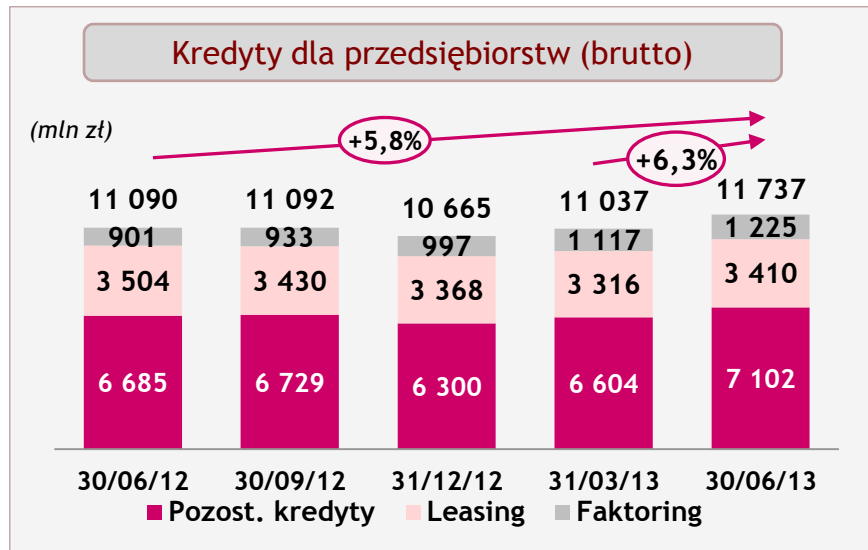 Kredyty dla przedsiębiorstw (brutto)
(mln zł)
+5,8%
+6,3%
11 090 11 092 10 665 11 037 11 737
901 933 997 1 117 1 225
3 504 3 430 3 368 3 316 3 410
6 685 6 729 6 300 6 604 7 102
30/06/12 30/09/12 31/12/12 31/03/13 30/06/13
Pozost. kredyty Leasing Faktoring